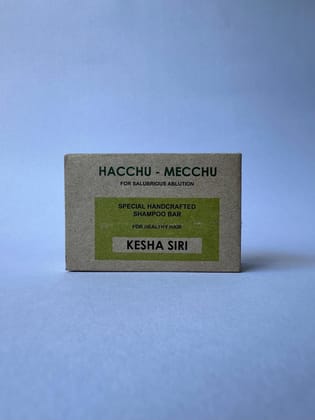 HACCHU - MECCHU
FOR SALUBRIOUS ABLUTION
SPECIAL HANDCRAFTED
SHAMPOO BAR
FOR HEALTHY HAIR
KESHA SIRI